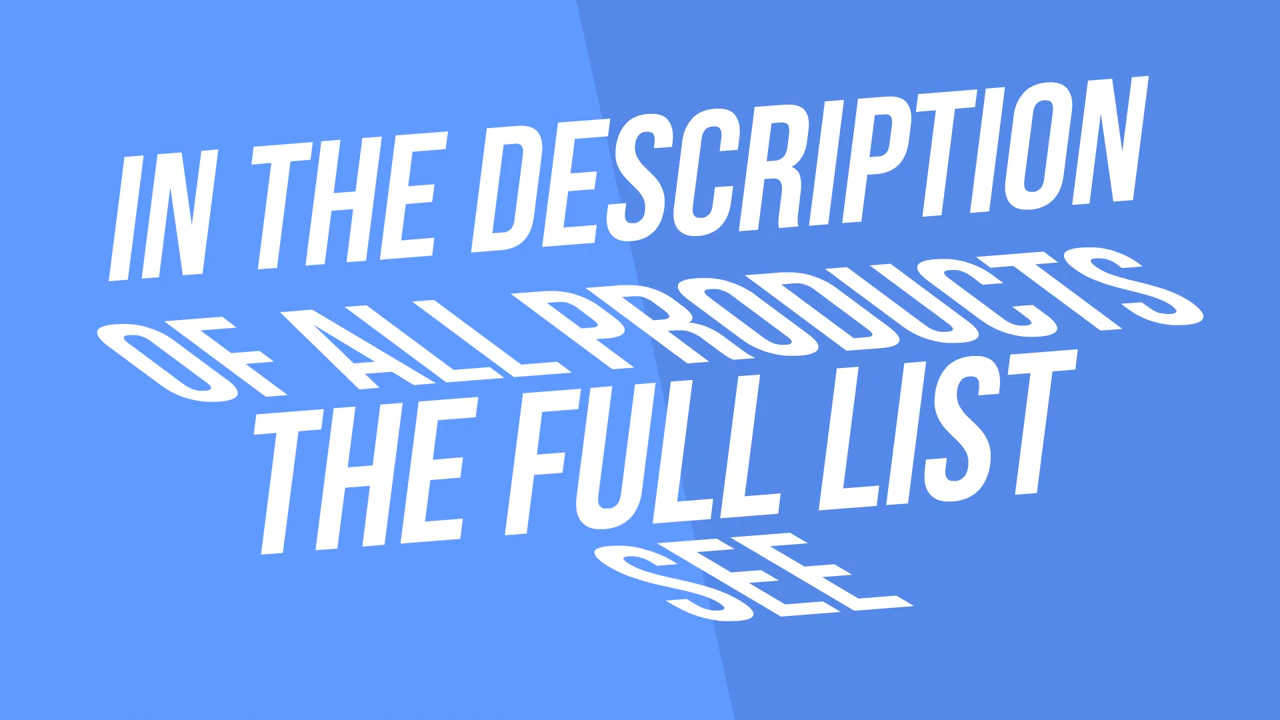 IN THE DESCRIPTION
OF ALL PRODUCTS
THE FULL LIST
SEE